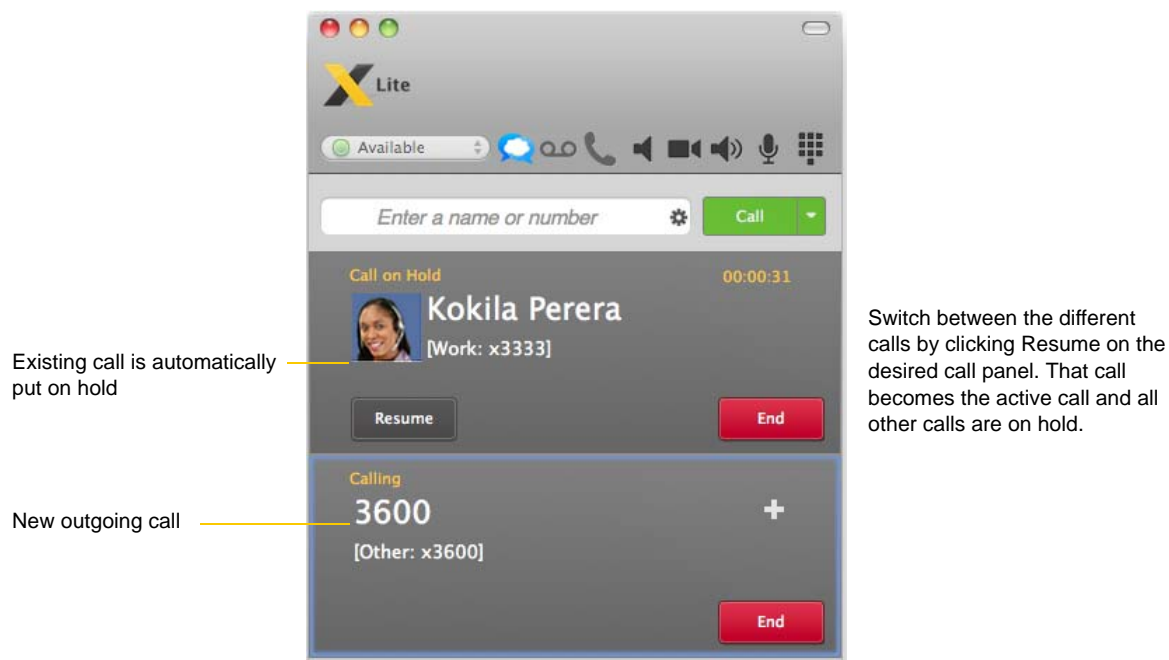 X Lite
Available
Enter a name or number
Call
Call on Hold 00:00:31
Kokila Perera
[Work: x3333]
Resume End
Calling
3600
[Other: x3600]
End
Existing call is automatically
put on hold
New outgoing call
Switch between the different
calls by clicking Resume on the
desired call panel. That call
becomes the active call and all
other calls are on hold.